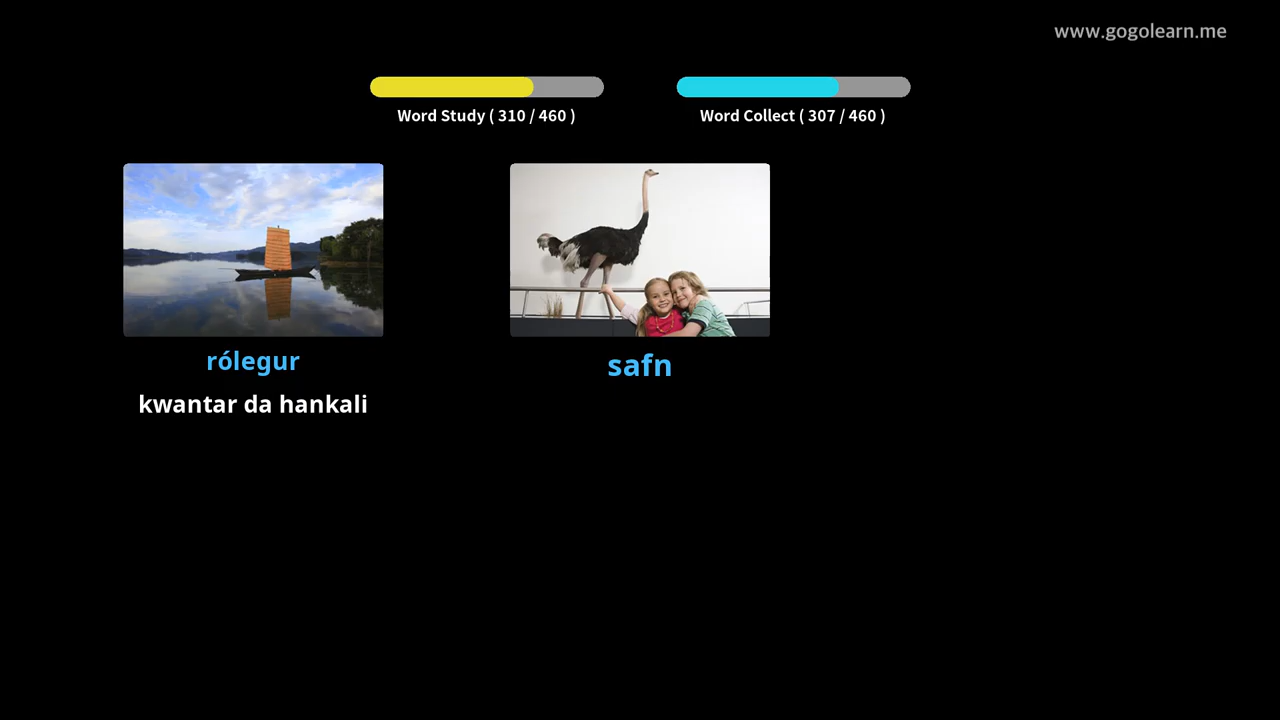 www.gogolearn.me
Word Study ( 310 / 460 )
Word Collect ( 307 / 460 )
rólegur
kwantar da hankali
safn